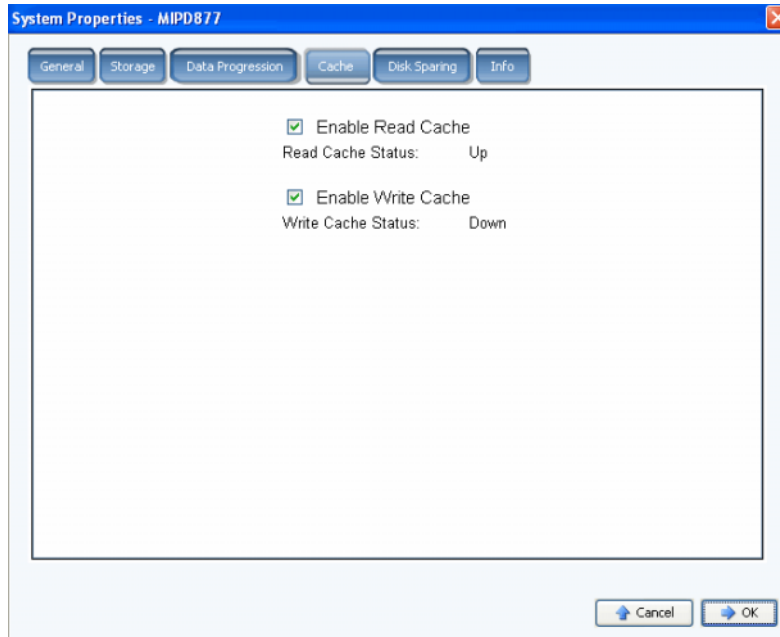 System Properties - MIPD877
General Storage Data Progression Cache Disk Sparing Info
Enable Read Cache
Read Cache Status: Up
Enable Write Cache
Write Cache Status: Down
Cancel OK